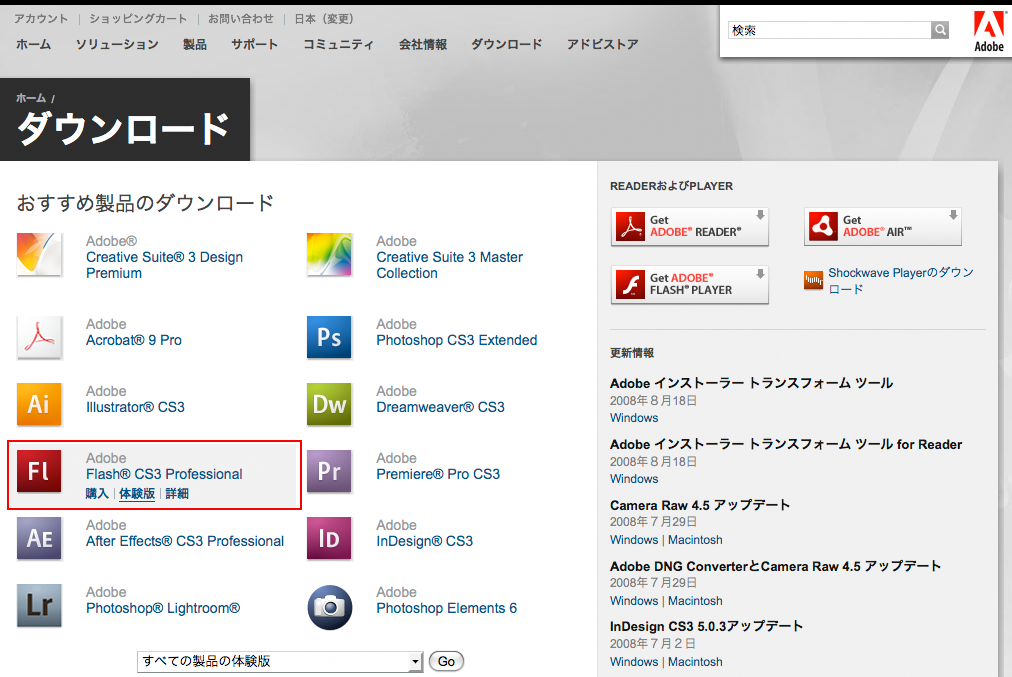 アカウント | ショッピングカート | お問い合わせ | 日本（変更）
ホーム ソリューション 製品 サポート コミュニティ 会社情報 ダウンロード アドビストア
検索
Adobe
ホーム /
ダウンロード
おすすめ製品のダウンロード
Adobe®
Creative Suite® 3 Design
Premium
Adobe
Creative Suite 3 Master
Collection
Adobe
Acrobat® 9 Pro
Ps
Adobe
Photoshop CS3 Extended
Ai
Adobe
Illustrator® CS3
Dw
Adobe
Dreamweaver® CS3
Fl
Adobe
Flash® CS3 Professional
購入 | 体験版 | 詳細
Pr
Adobe
Premiere® Pro CS3
AE
Adobe
After Effects® CS3 Professional
ID
Adobe
InDesign® CS3
Lr
Adobe
Photoshop® Lightroom®
Adobe
Photoshop Elements 6
すべての製品の体験版
Go
READERおよびPLAYER
Get
ADOBE® READER®
Get
ADOBE® AIR™
Get ADOBE®
FLASH® PLAYER
Shockwave Playerのダウン
ロード
更新情報
Adobe インストーラー トランスフォーム ツール
2008年８月18日
Windows
Adobe インストーラー トランスフォーム ツール for Reader
2008年８月18日
Windows
Camera Raw 4.5 アップデート
2008年７月29日
Windows | Macintosh
Adobe DNG ConverterとCamera Raw 4.5 アップデート
2008年７月29日
Windows | Macintosh
InDesign CS3 5.0.3アップデート
2008年７月２日
Windows | Macintosh